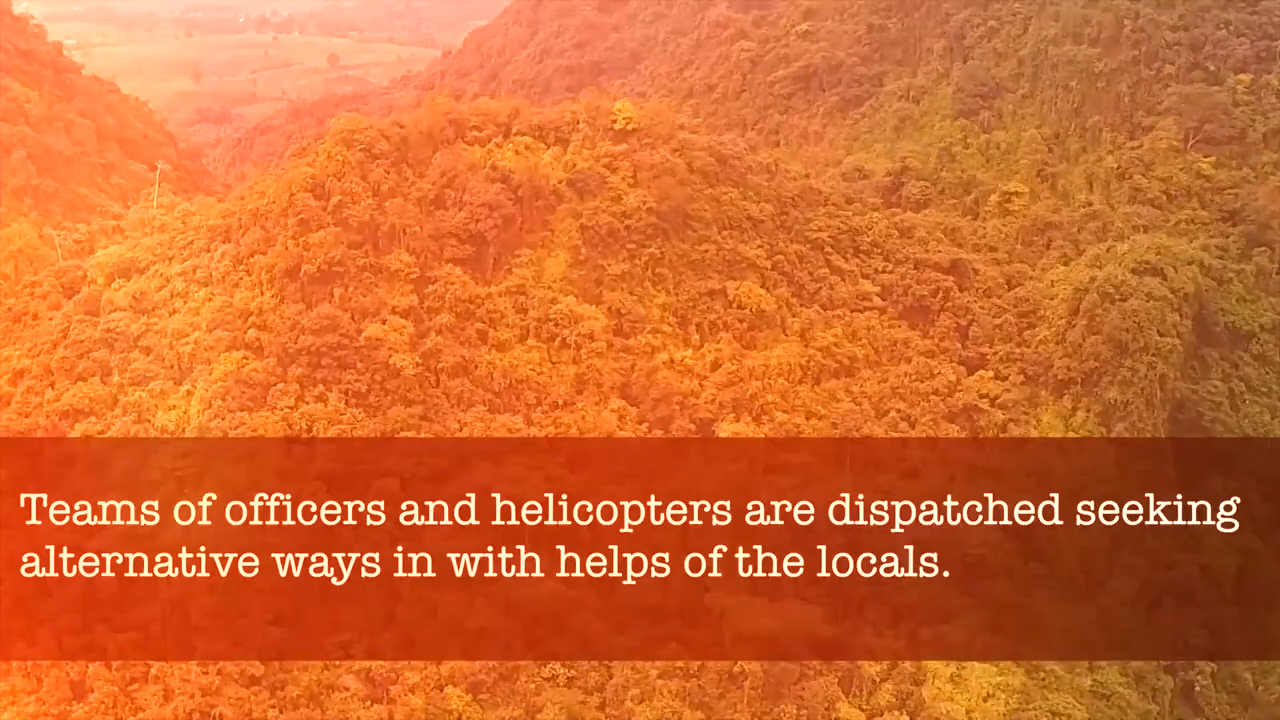 Teams of officers and helicopters are dispatched seeking
alternative ways in with helps of the locals.